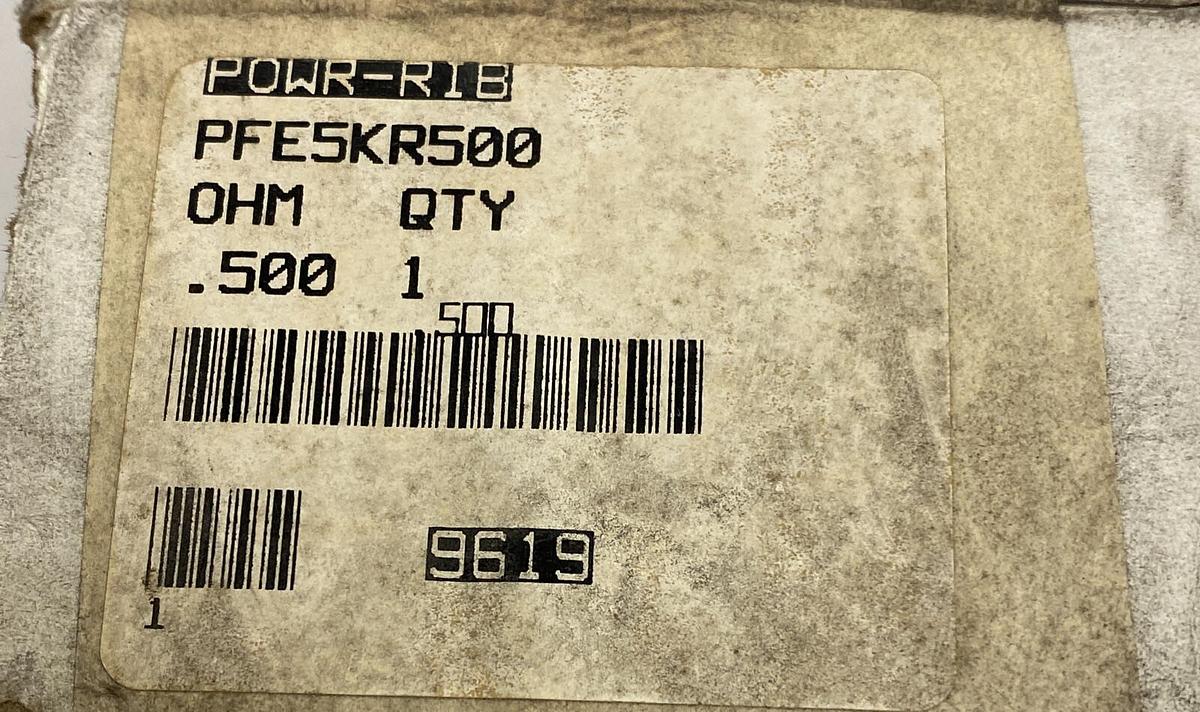 POWR-RIB
PFE5KR500
OHM QTY
.500 1
.500
9619
1